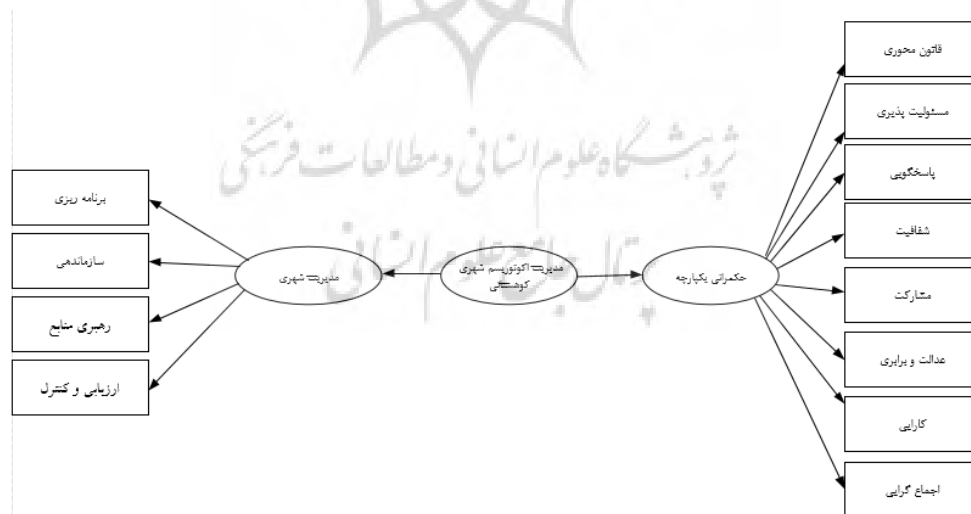 قانون محوری
مسئولیت پذیری
پاسخگویی
شفافیت
مشارکت
عدالت و برابری
کارایی
اجماع گرایی
حکمرانی یکپارچه
مدیریت اکوتوریسم شهری
کوهستانی
مدیریت شهری
برنامه ریزی
سازماندهی
رهبری منابع
ارزیابی و کنترل
پژوهشگاه علوم انسانی و مطالعات فرهنگی
پرتال جامع علوم انسانی